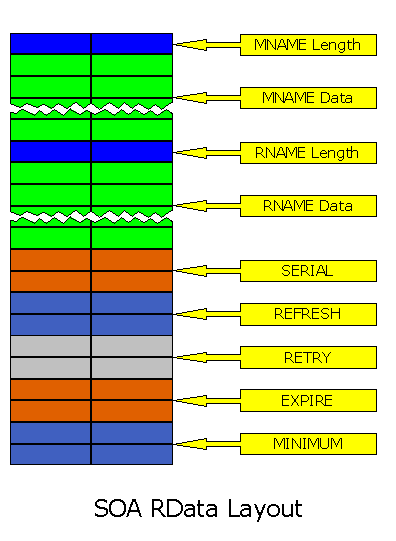 MNAME Length
MNAME Data
RNAME Length
RNAME Data
SERIAL
REFRESH
RETRY
EXPIRE
MINIMUM
SOA RData Layout